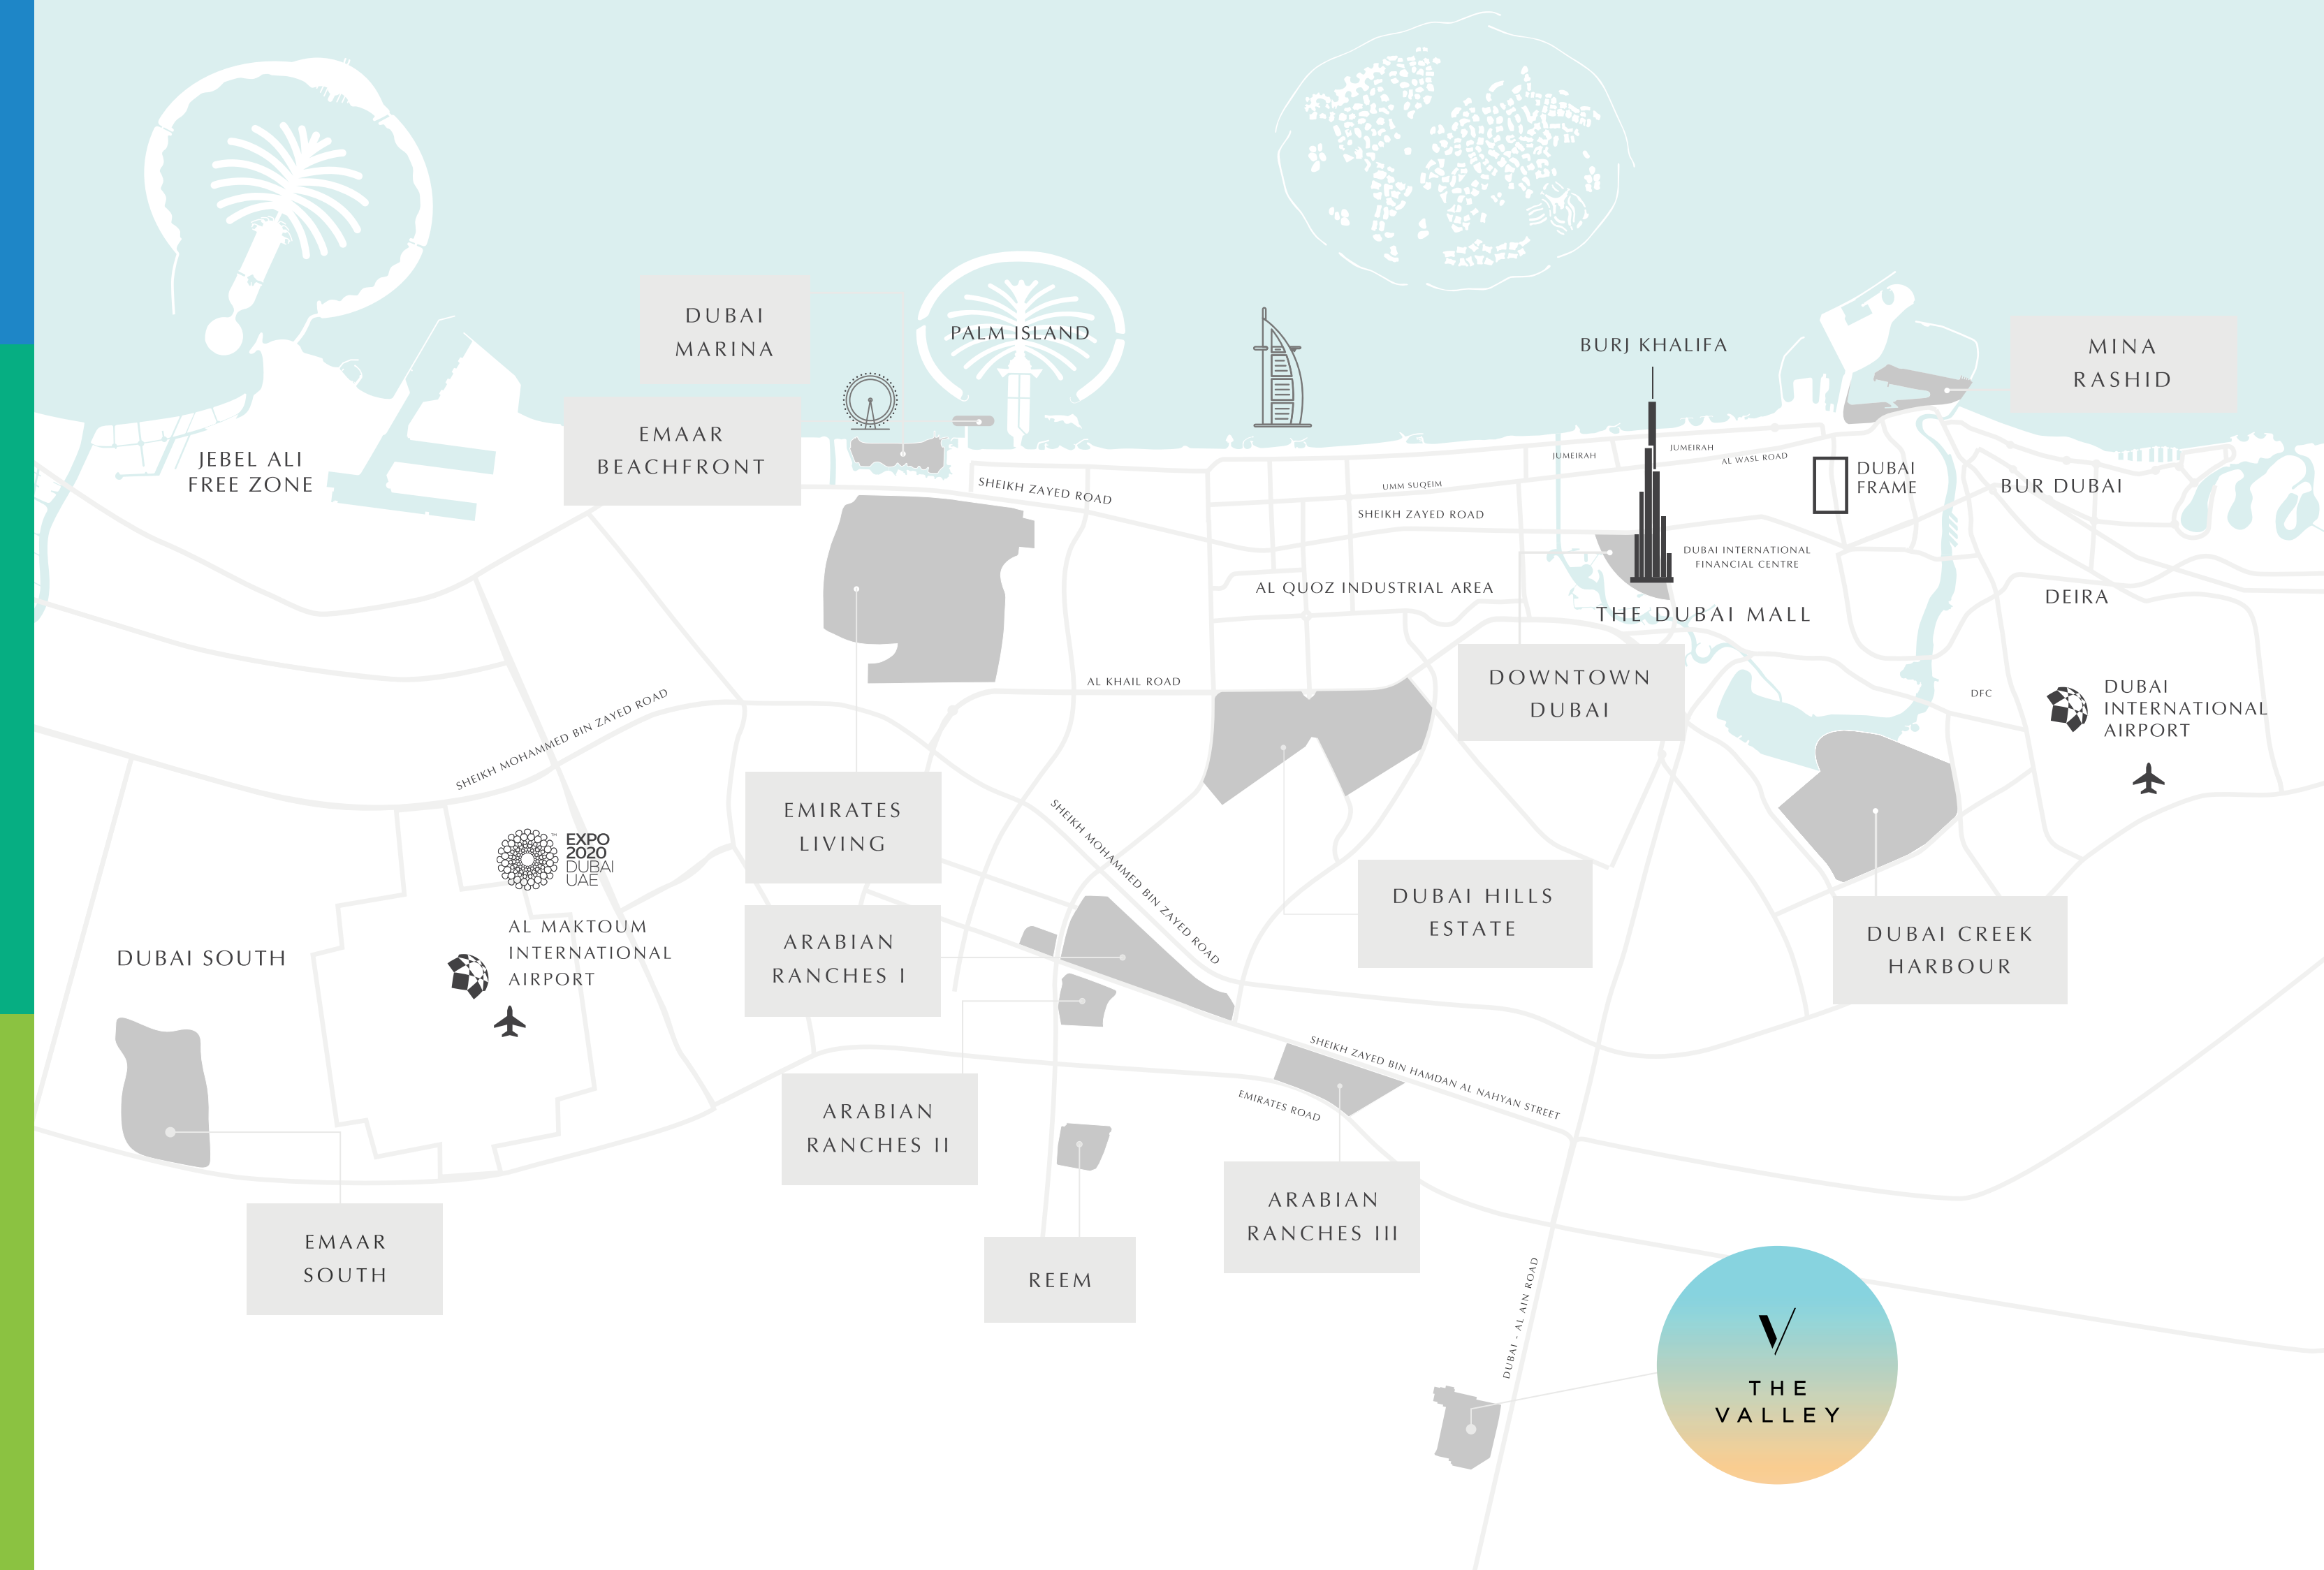 DUBAI
MARINA
PALM ISLAND
BURJ KHALIFA
MINA
RASHID
EMAAR
BEACHFRONT
JEBEL ALI
FREE ZONE
SHEIKH ZAYED ROAD
UMM SUQEIM
SHEIKH ZAYED ROAD
JUMEIRAH
JUMEIRAH
AL WASL ROAD
DUBAI
FRAME
BUR DUBAI
DUBAI INTERNATIONAL
FINANCIAL CENTRE
AL QUOZ INDUSTRIAL AREA
THE DUBAI MALL
DEIRA
DOWNTOWN
DUBAI
AL KHAIL ROAD
DFC
DUBAI
INTERNATIONAL
AIRPORT
SHEIKH MOHAMMED BIN ZAYED ROAD
EMIRATES
LIVING
SHEIKH MOHAMMED BIN ZAYED ROAD
EXPO
2020
DUBAI
UAE
TM
AL MAKTOUM
INTERNATIONAL
AIRPORT
DUBAI SOUTH
ARABIAN
RANCHES I
DUBAI HILLS
ESTATE
DUBAI CREEK
HARBOUR
SHEIKH ZAYED BIN HAMDAN AL NAHYAN STREET
EMIRATES ROAD
ARABIAN
RANCHES II
ARABIAN
RANCHES III
EMAAR
SOUTH
REEM
DUBAI - AL AIN ROAD
V
THE
VALLEY